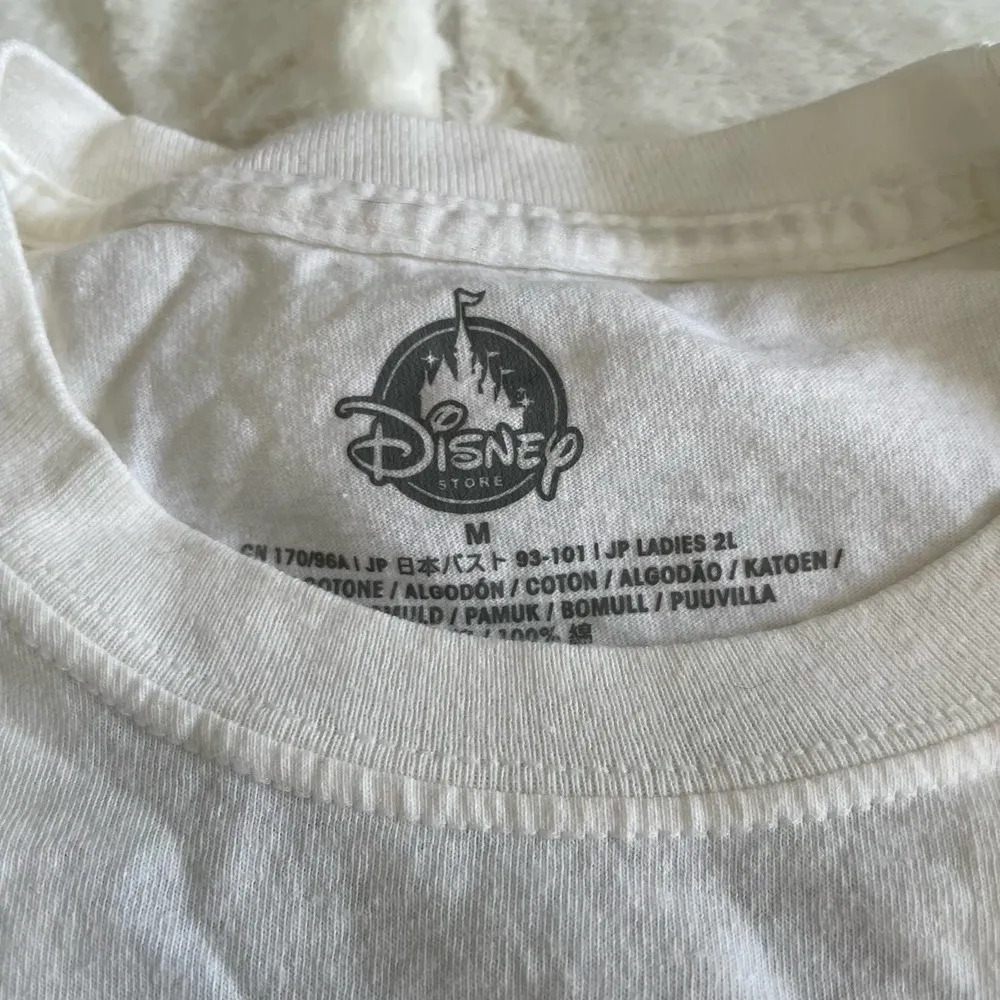 Disney
STORE
M
CN 170/96A | JP 日本バスト 93-101 | JP LADIES 2L
COTONE / ALGODÓN / COTON / ALGODÃO / KATOEN /
/ PAMUK / BOMULL / PUUVILLA
/ 100% 綿